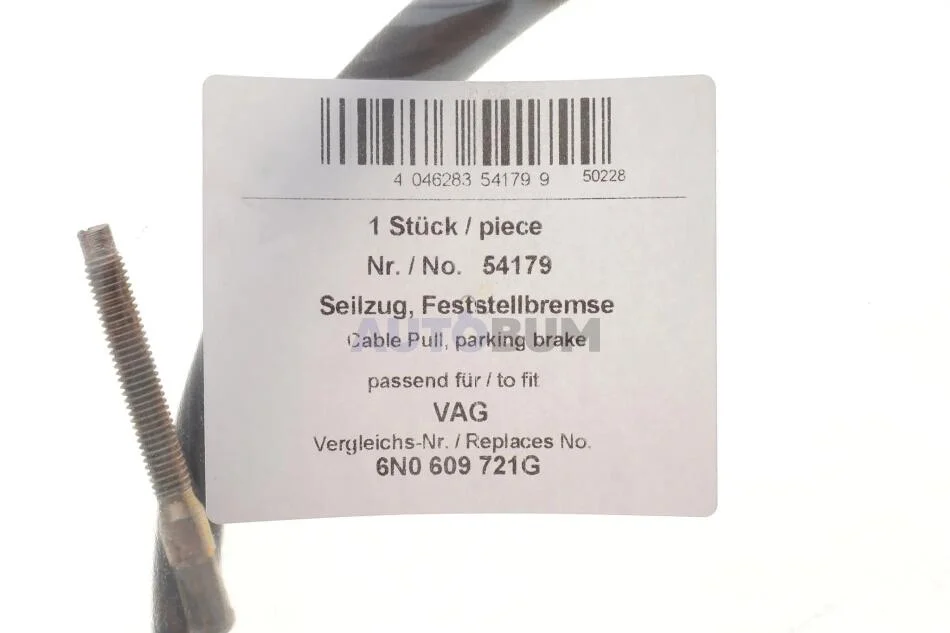 4 046283 54179 9 50228
1 Stück / piece
Nr. / No. 54179
Seilzug, Feststellbremse
AUTOBUM
Cable Pull, parking brake
passend für / to fit
VAG
Vergleichs-Nr. / Replaces No.
6N0 609 721G